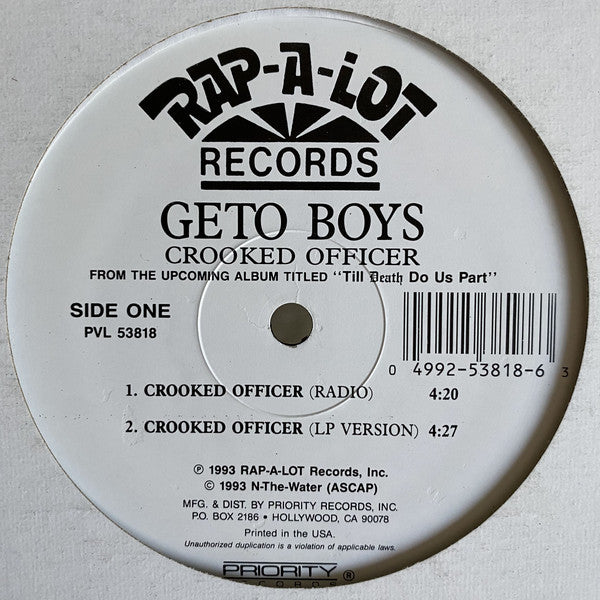 RAP-A-LOT
RECORDS
GETO BOYS
CROOKED OFFICER
FROM THE UPCOMING ALBUM TITLED "Till Death Do Us Part"
SIDE ONE
PVL 53818
0 4992-53818-6 3
1. CROOKED OFFICER (RADIO) 4:20
2. CROOKED OFFICER (LP VERSION) 4:27
℗ 1993 RAP-A-LOT Records, Inc.
© 1993 N-The-Water (ASCAP)
MFG. & DIST. BY PRIORITY RECORDS, INC.
P.O. BOX 2186 • HOLLYWOOD, CA 90078
Printed in the USA.
Unauthorized duplication is a violation of applicable laws.
PRIORITY ®
RECORDS